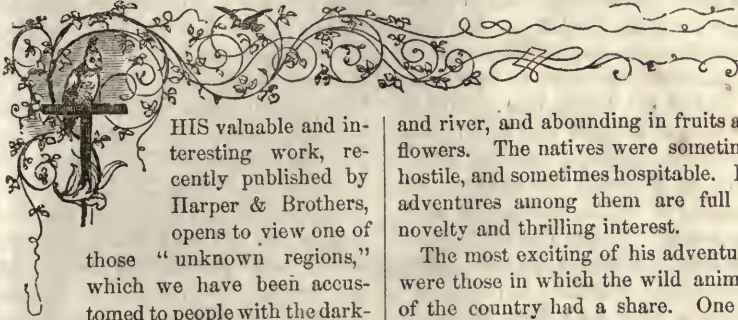 THIS valuable and in-
teresting work, re-
cently published by
Harper & Brothers,
opens to view one of
those "unknown regions,"
which we have been accus-
tomed to people with the dark-
and river, and abounding in fruits a
flowers. The natives were sometim
hostile, and sometimes hospitable.
adventures among them are full
novelty and thrilling interest.
The most exciting of his adventu
were those in which the wild anim
of the country had a share. One